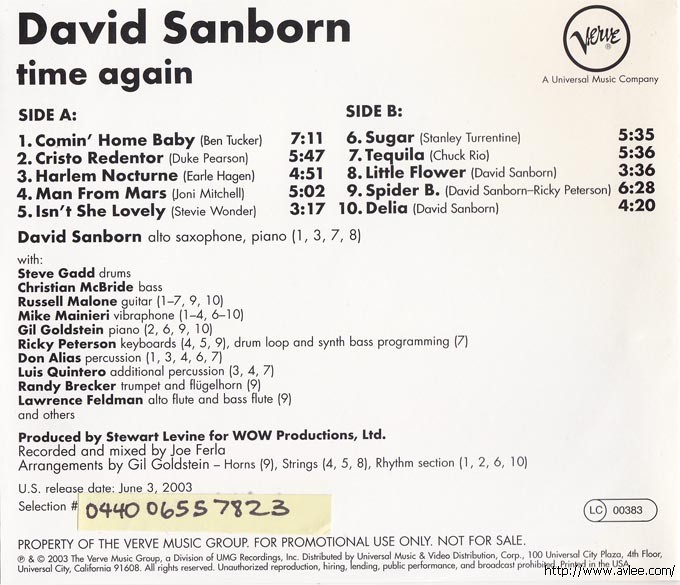 David Sanborn
time again
Verve®
A Universal Music Company
SIDE A:
1. Comin' Home Baby (Ben Tucker) 7:11
2. Cristo Redentor (Duke Pearson) 5:47
3. Harlem Nocturne (Earle Hagen) 4:51
4. Man From Mars (Joni Mitchell) 5:02
5. Isn't She Lovely (Stevie Wonder) 3:17
SIDE B:
6. Sugar (Stanley Turrentine) 5:35
7. Tequila (Chuck Rio) 5:36
8. Little Flower (David Sanborn) 3:36
9. Spider B. (David Sanborn–Ricky Peterson) 6:28
10. Delia (David Sanborn) 4:20
David Sanborn alto saxophone, piano (1, 3, 7, 8)
with:
Steve Gadd drums
Christian McBride bass
Russell Malone guitar (1–7, 9, 10)
Mike Mainieri vibraphone (1–4, 6–10)
Gil Goldstein piano (2, 6, 9, 10)
Ricky Peterson keyboards (4, 5, 9), drum loop and synth bass programming (7)
Don Alias percussion (1, 3, 4, 6, 7)
Luis Quintero additional percussion (3, 4, 7)
Randy Brecker trumpet and flügelhorn (9)
Lawrence Feldman alto flute and bass flute (9)
and others
Produced by Stewart Levine for WOW Productions, Ltd.
Recorded and mixed by Joe Ferla
Arrangements by Gil Goldstein – Horns (9), Strings (4, 5, 8), Rhythm section (1, 2, 6, 10)
U.S. release date: June 3, 2003
Selection # 0440 06557823
LC 00383
PROPERTY OF THE VERVE MUSIC GROUP. FOR PROMOTIONAL USE ONLY. NOT FOR SALE.
℗ & © 2003 The Verve Music Group, a Division of UMG Recordings, Inc. Distributed by Universal Music & Video Distribution, Corp., 100 Universal City Plaza, 4th Floor,
Universal City, California 91608. All rights reserved. Unauthorized reproduction, hiring, lending, public performance, and broadcast prohibited. Printed in the USA.
http://www.avlee.com/